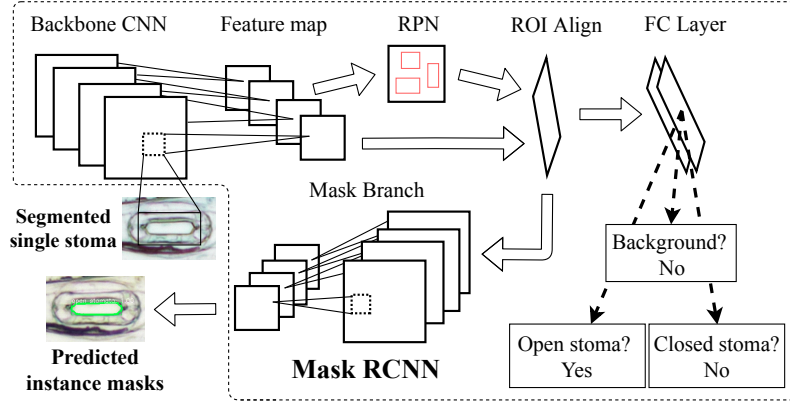 Backbone CNN
Feature map
RPN
ROI Align
FC Layer
Mask Branch
Segmented
single stoma
Background?
No
Open stoma?
Yes
Closed stoma?
No
Predicted
instance masks
Mask RCNN